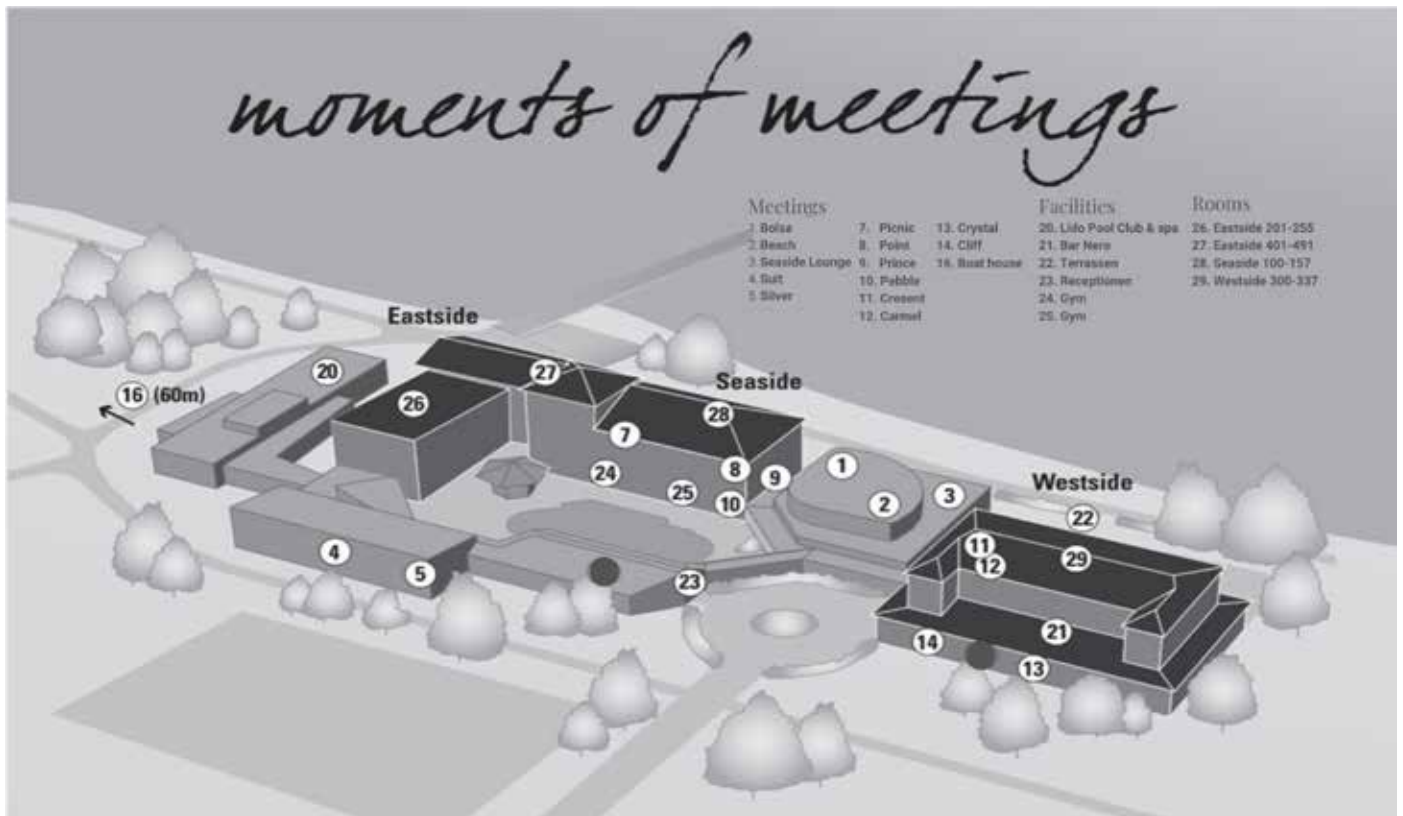 moments of meetings
Meetings
1 Bolsa
2 Beach
3 Seaside Lounge
4 Suit
5 Silver
7. Picnic
8. Point
9. Prince
10. Pebble
11. Cresent
12. Carmel
13. Crystal
14. Cliff
16. Boat house
Facilities
20. Lido Pool Club & spa
21. Bar Nero
22. Terrassen
23. Receptionen
24. Gym
25. Gym
Rooms
26. Eastside 201-255
27. Eastside 401-491
28. Seaside 100-157
29. Westside 300-337
Eastside
Seaside
Westside
16 (60m)
20
26
27
28
7
8
9
24
25
10
1
2
3
22
4
5
23
11
12
29
21
14
13